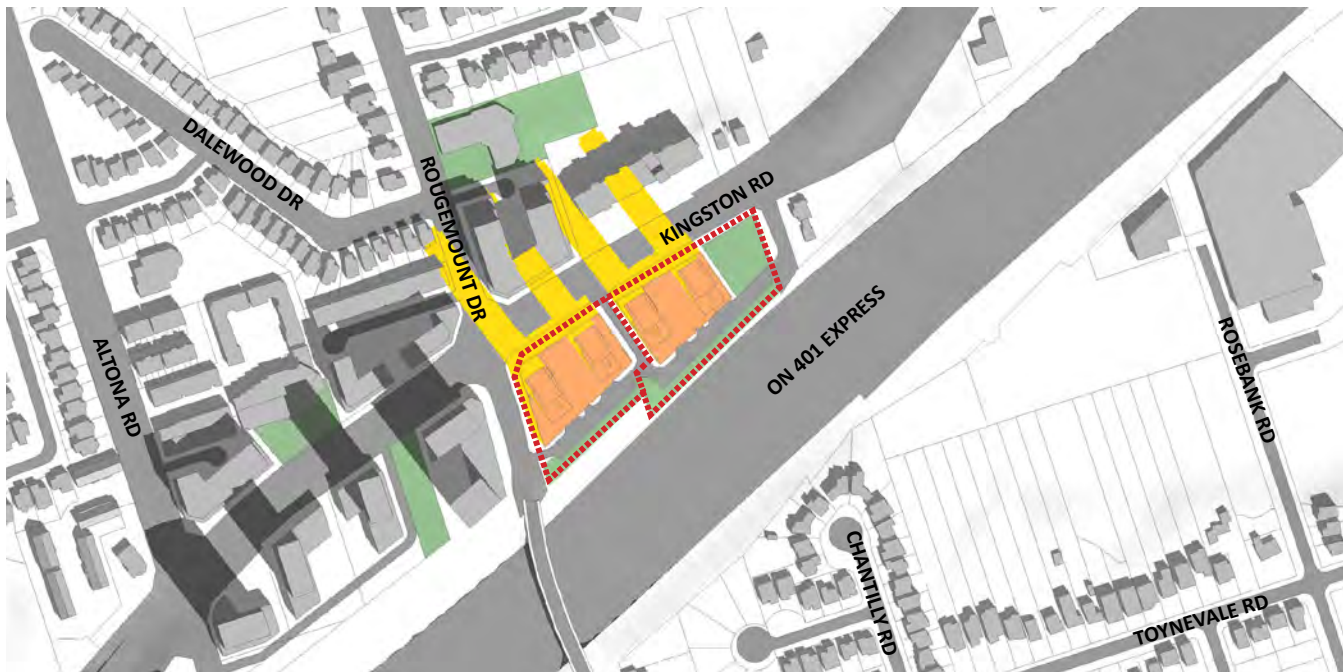 DALEWOOD DR
ROUGEMOUNT DR
KINGSTON RD
ALTONA RD
ON 401 EXPRESS
ROSEBANK RD
CHANTILLY RD
TOYNEVALE RD